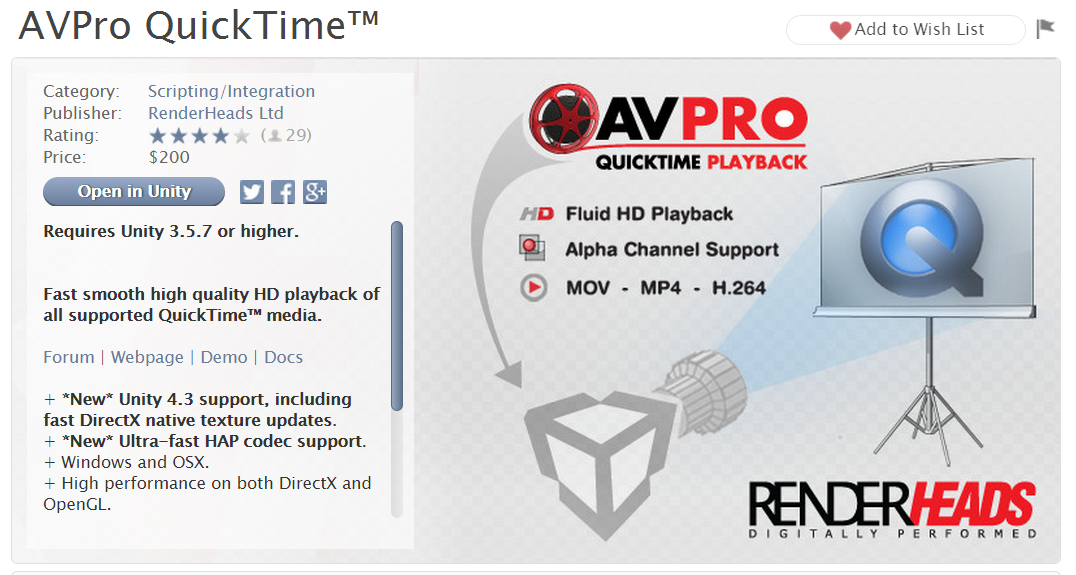 AVPro QuickTime™
Add to Wish List
Category: Scripting/Integration
Publisher: RenderHeads Ltd
Rating: (29)
Price: $200
Open in Unity
g+
Requires Unity 3.5.7 or higher.
Fast smooth high quality HD playback of
all supported QuickTime™ media.
Forum | Webpage | Demo | Docs
+ *New* Unity 4.3 support, including
fast DirectX native texture updates.
+ *New* Ultra-fast HAP codec support.
+ Windows and OSX.
+ High performance on both DirectX and
OpenGL.
AVPRO
QUICKTIME PLAYBACK
HD Fluid HD Playback
Alpha Channel Support
MOV - MP4 - H.264
RENDERHEADS
DIGITALLY PERFORMED